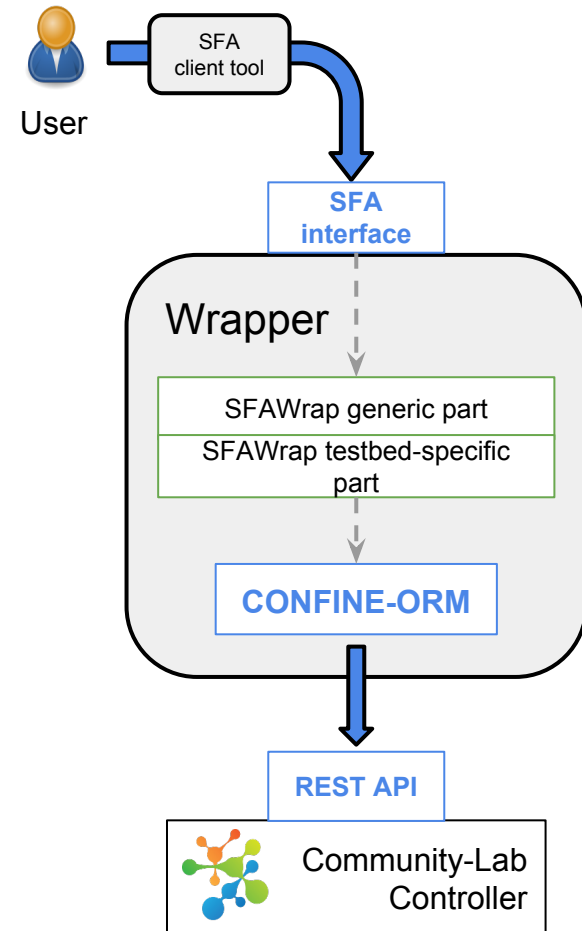 SFA
client tool
User
SFA
interface
Wrapper
SFAWrap generic part
SFAWrap testbed-specific
part
CONFINE-ORM
REST API
Community-Lab
Controller